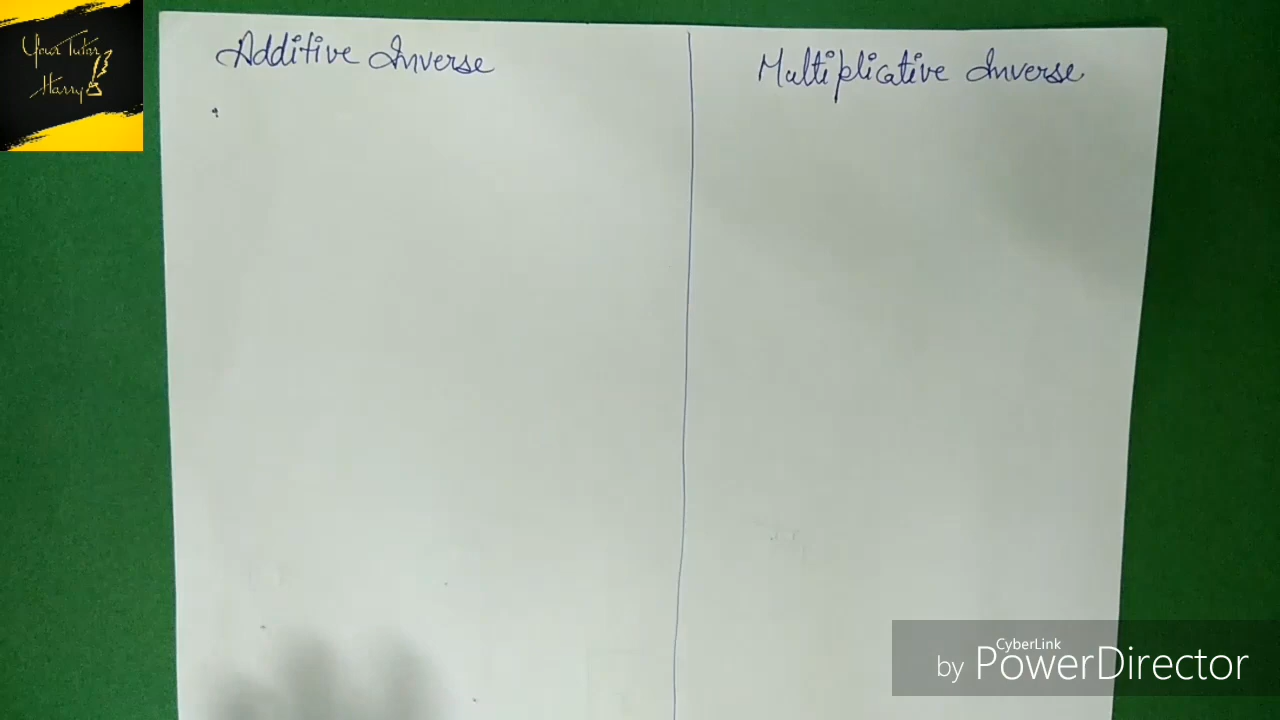 Your Tutor
Harry
Additive Inverse
Multiplicative Inverse
CyberLink
by PowerDirector